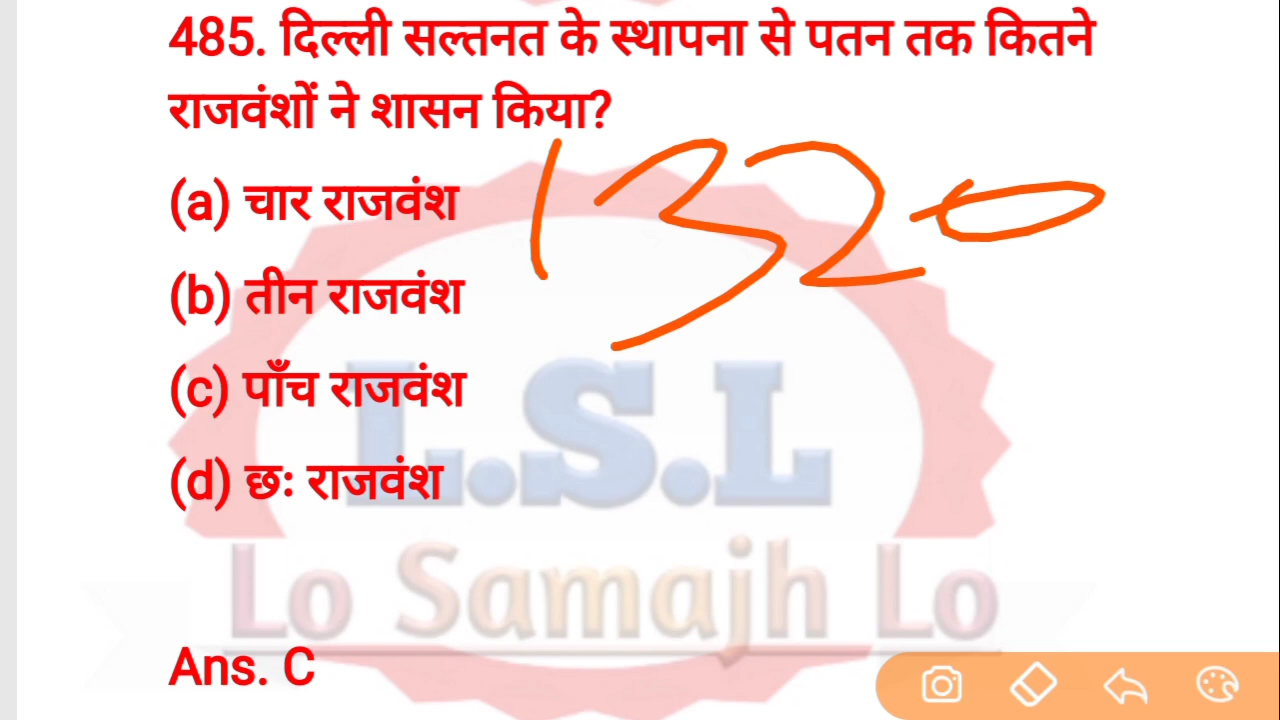 485. दिल्ली सल्तनत के स्थापना से पतन तक कितने
राजवंशों ने शासन किया?
1320
(a) चार राजवंश
(b) तीन राजवंश
(c) पाँच राजवंश
(d) छः राजवंश
L.S.L
Lo Samajh Lo
Ans. C